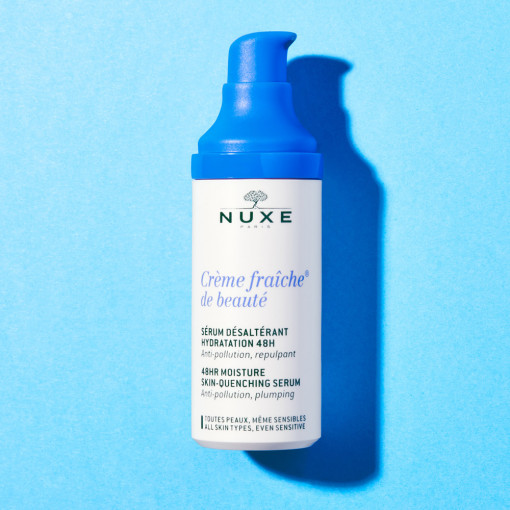 NUXE
PARIS
Crème fraîche®
de beauté
SÉRUM DÉSALTÉRANT
HYDRATATION 48H
Anti-pollution, repulpant
48HR MOISTURE
SKIN-QUENCHING SERUM
Anti-pollution, plumping
TOUTES PEAUX, MÊME SENSIBLES
ALL SKIN TYPES, EVEN SENSITIVE